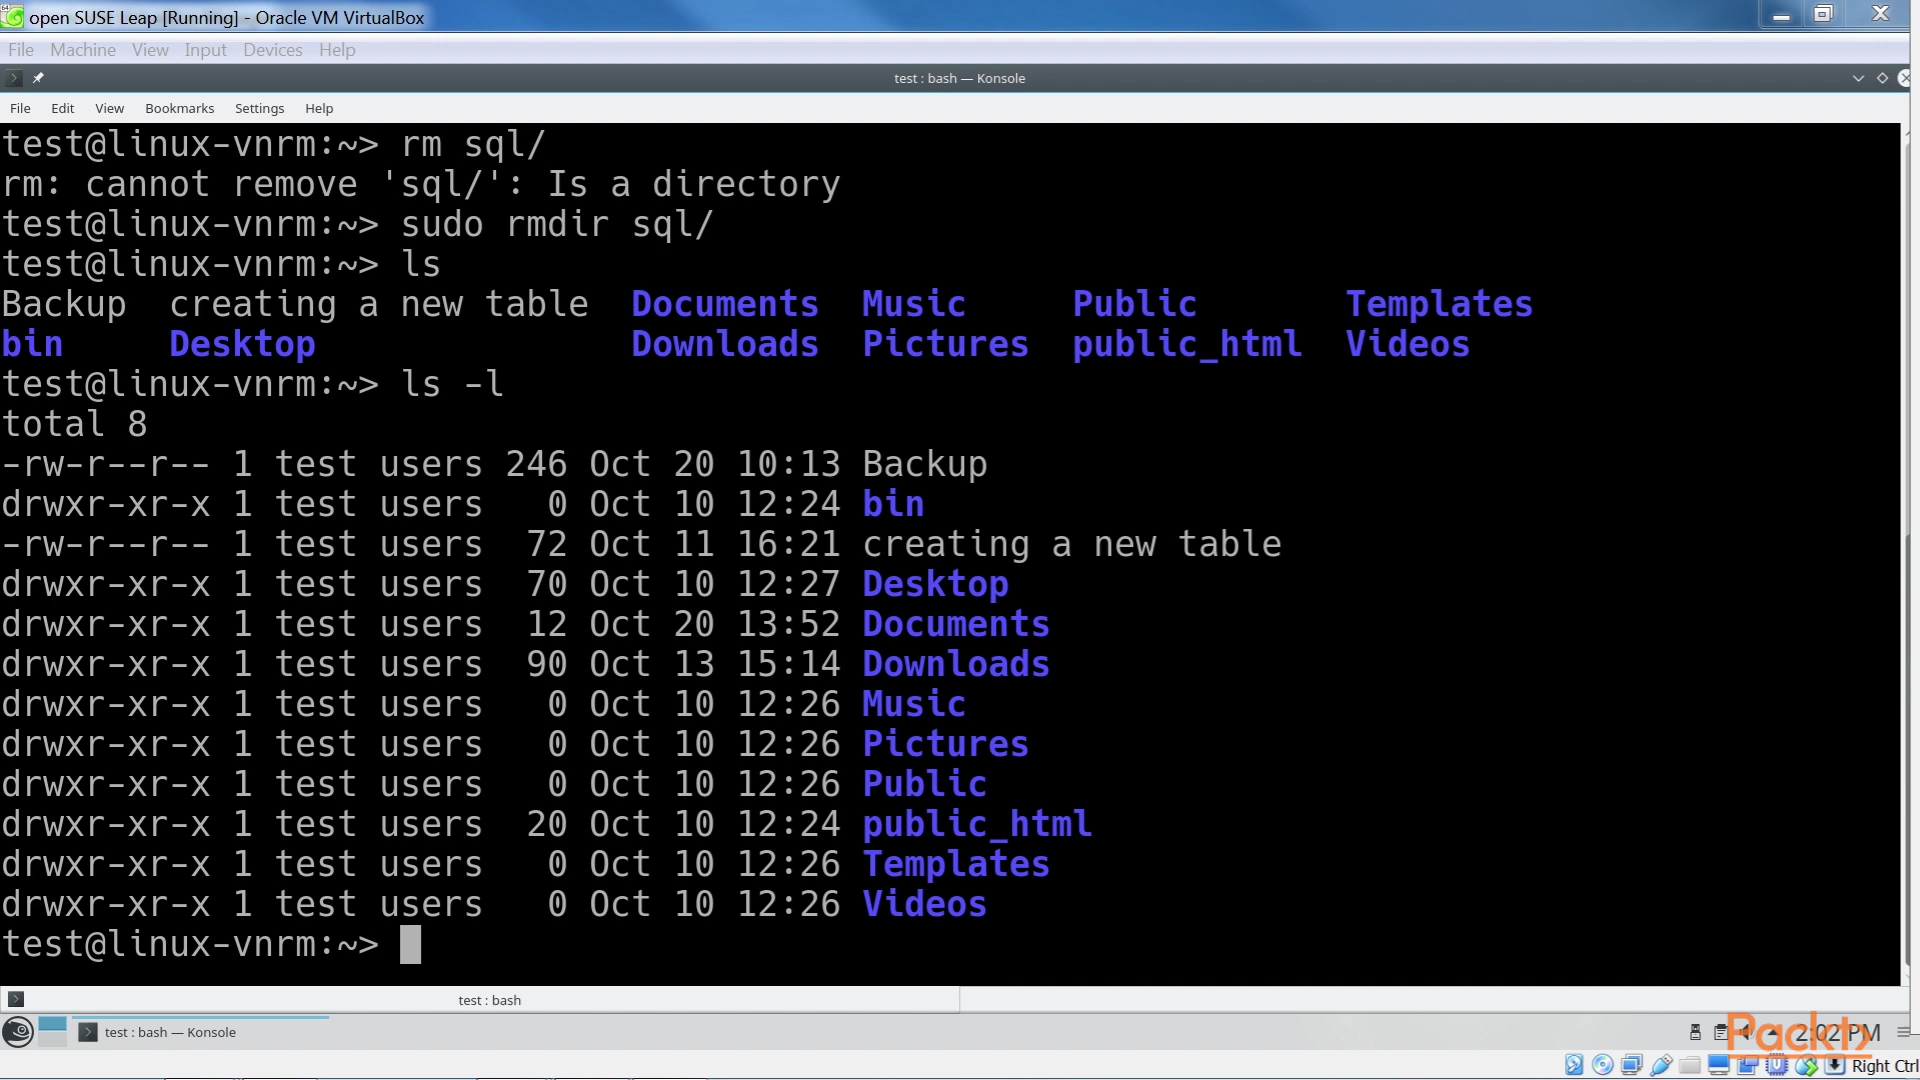 open SUSE Leap [Running] - Oracle VM VirtualBox
File Machine View Input Devices Help
test : bash — Konsole
File Edit View Bookmarks Settings Help
test@linux-vnrm:~> rm sql/
rm: cannot remove 'sql/': Is a directory
test@linux-vnrm:~> sudo rmdir sql/
test@linux-vnrm:~> ls
Backup creating a new table Documents Music Public Templates
bin Desktop Downloads Pictures public_html Videos
test@linux-vnrm:~> ls -l
total 8
-rw-r--r-- 1 test users 246 Oct 20 10:13 Backup
drwxr-xr-x 1 test users 0 Oct 10 12:24 bin
-rw-r--r-- 1 test users 72 Oct 11 16:21 creating a new table
drwxr-xr-x 1 test users 70 Oct 10 12:27 Desktop
drwxr-xr-x 1 test users 12 Oct 20 13:52 Documents
drwxr-xr-x 1 test users 90 Oct 13 15:14 Downloads
drwxr-xr-x 1 test users 0 Oct 10 12:26 Music
drwxr-xr-x 1 test users 0 Oct 10 12:26 Pictures
drwxr-xr-x 1 test users 0 Oct 10 12:26 Public
drwxr-xr-x 1 test users 20 Oct 10 12:24 public_html
drwxr-xr-x 1 test users 0 Oct 10 12:26 Templates
drwxr-xr-x 1 test users 0 Oct 10 12:26 Videos
test@linux-vnrm:~>
test : bash
test : bash — Konsole
2:02 PM
Packt
Right Ctrl